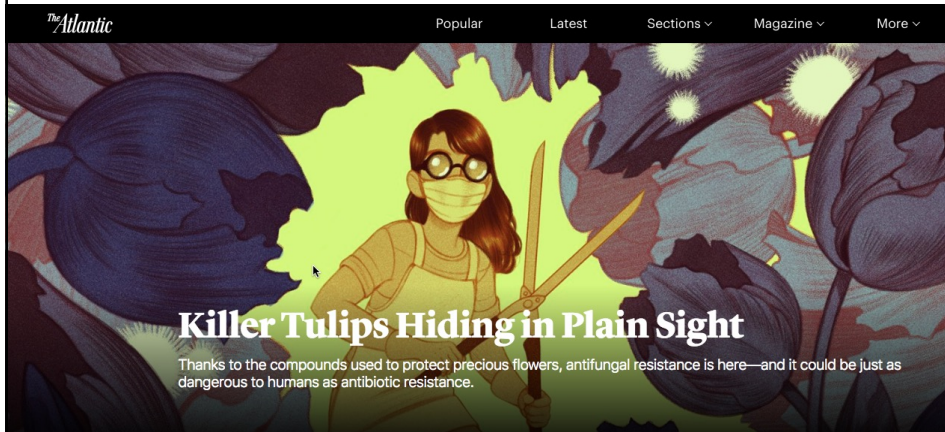 The Atlantic
Popular Latest Sections Magazine More
Killer Tulips Hiding in Plain Sight
Thanks to the compounds used to protect precious flowers, antifungal resistance is here—and it could be just as
dangerous to humans as antibiotic resistance.